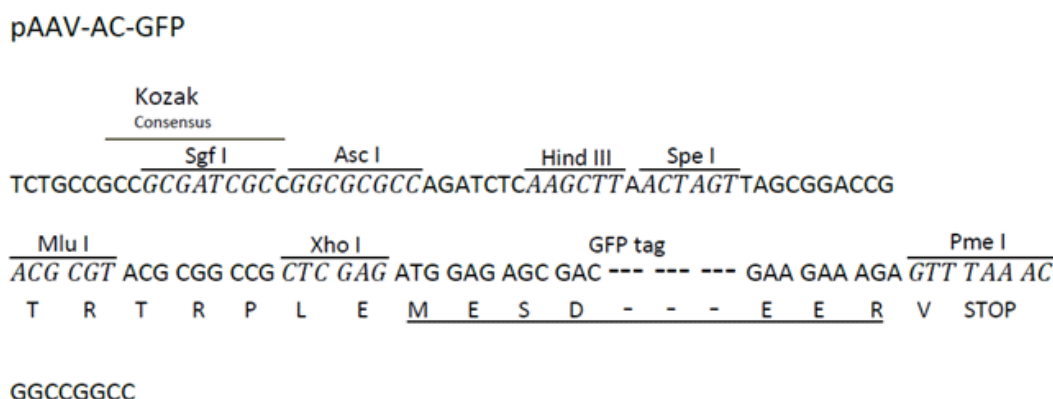 pAAV-AC-GFP
Kozak
Consensus
Sgf I Asc I Hind III Spe I
TCTGCCGCCGCGATCGCCGGCGCGCCAGATCTCAAGCTTAACTAGTTAGCGGACCG
Mlu I Xho I GFP tag Pme I
ACG CGT ACG CGG CCG CTC GAG ATG GAG AGC GAC --- --- --- GAA GAA AGA GTT TAA AC
T R T R P L E M E S D - - - E E R V STOP
GGCCGGCC